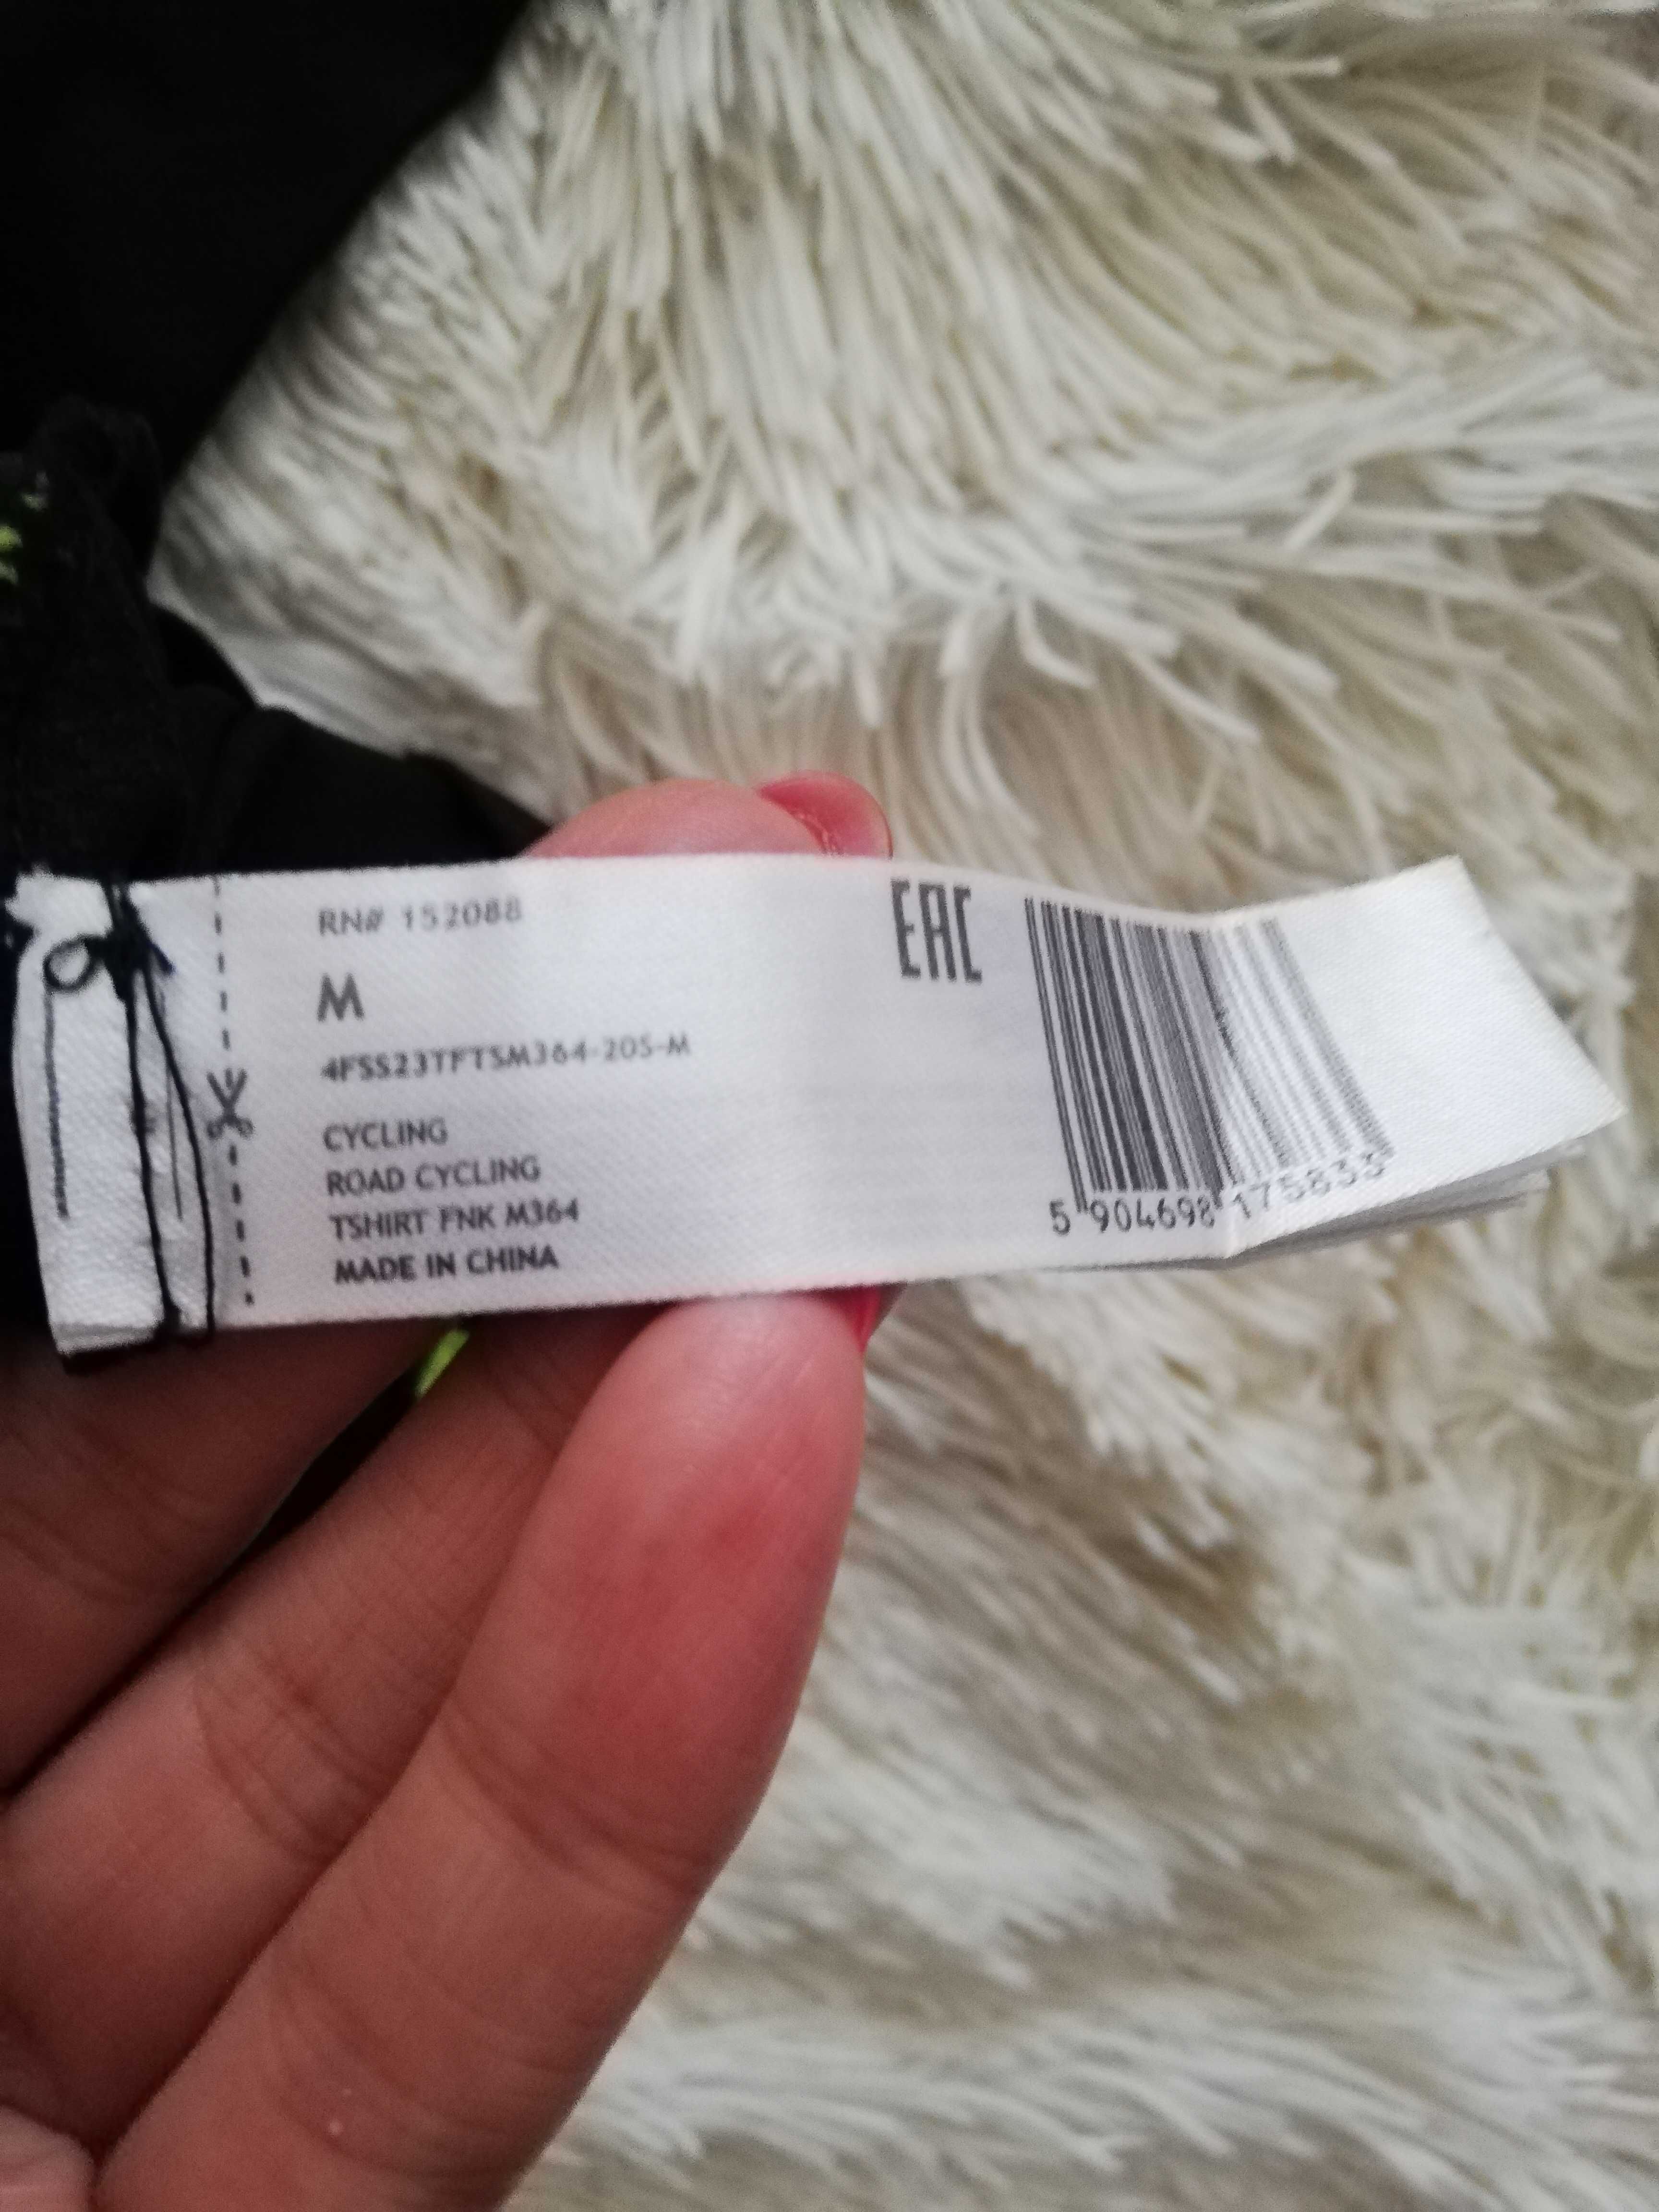 RN# 152088
M
4FSS23TFTSM364-20S-M
CYCLING
ROAD CYCLING
TSHIRT FNK M364
MADE IN CHINA
EAC
5 904698 175833